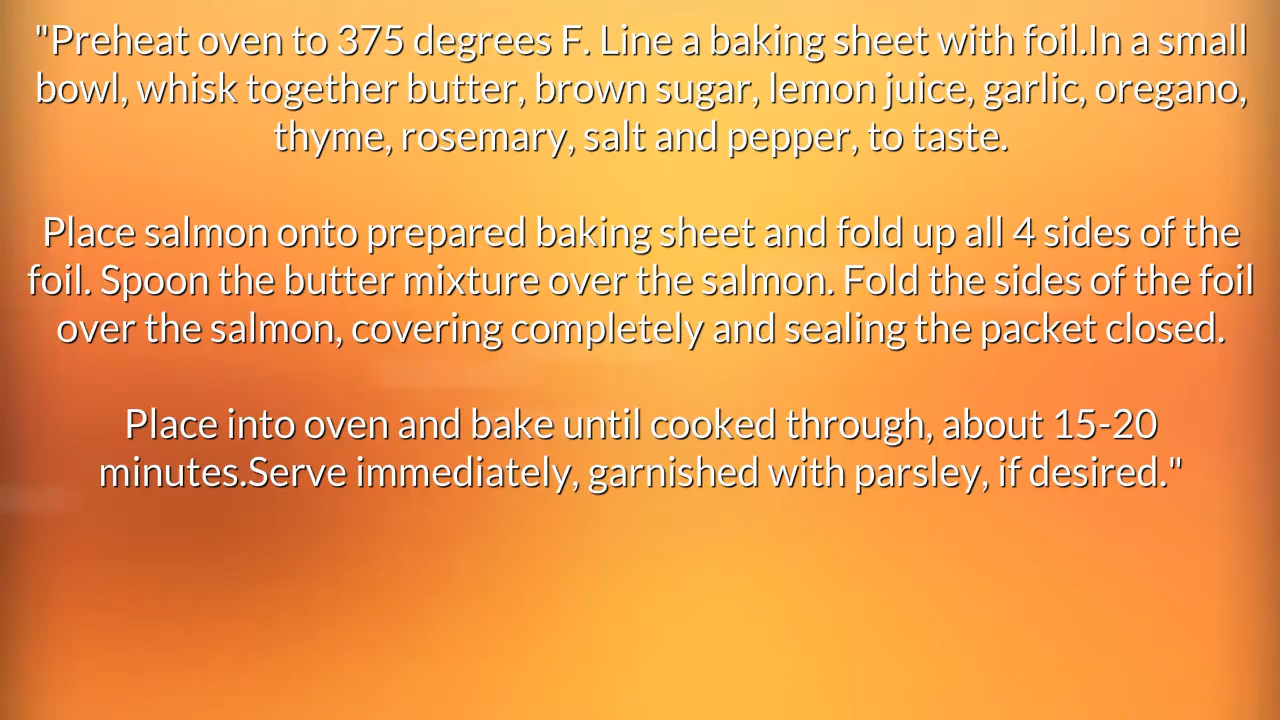 "Preheat oven to 375 degrees F. Line a baking sheet with foil.In a small
bowl, whisk together butter, brown sugar, lemon juice, garlic, oregano,
thyme, rosemary, salt and pepper, to taste.
Place salmon onto prepared baking sheet and fold up all 4 sides of the
foil. Spoon the butter mixture over the salmon. Fold the sides of the foil
over the salmon, covering completely and sealing the packet closed.
Place into oven and bake until cooked through, about 15-20
minutes.Serve immediately, garnished with parsley, if desired."